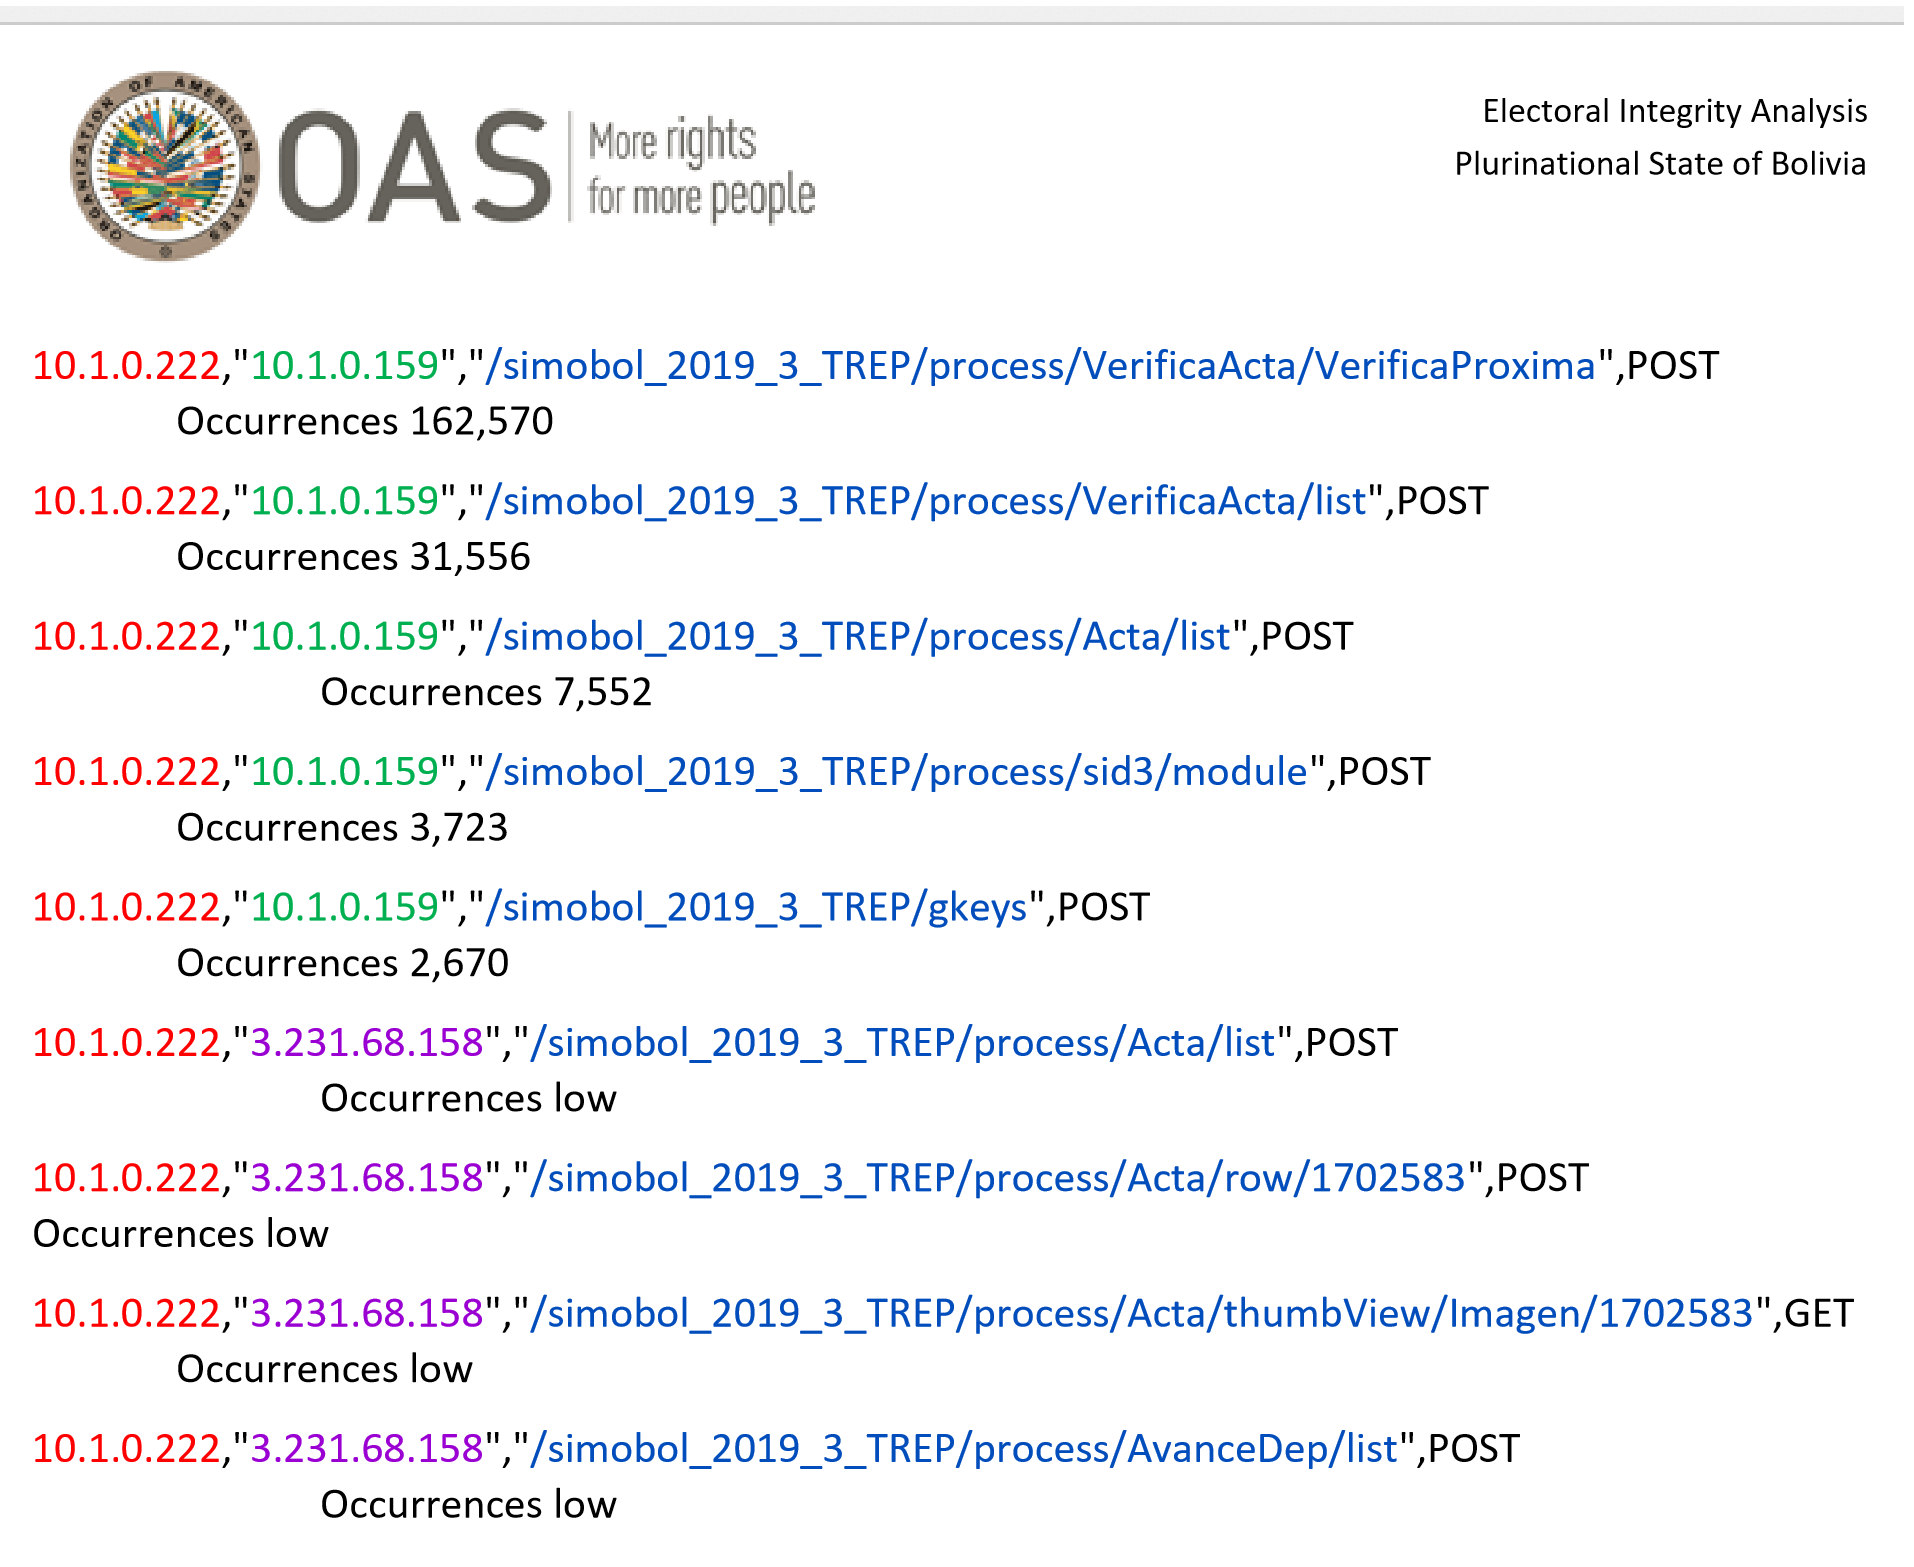 ORGANIZATION OF AMERICAN STATES
OAS
More rights
for more people
Electoral Integrity Analysis
Plurinational State of Bolivia
10.1.0.222,"10.1.0.159","/simobol_2019_3_TREP/process/VerificaActa/VerificaProxima",POST
Occurrences 162,570
10.1.0.222,"10.1.0.159","/simobol_2019_3_TREP/process/VerificaActa/list",POST
Occurrences 31,556
10.1.0.222,"10.1.0.159","/simobol_2019_3_TREP/process/Acta/list",POST
Occurrences 7,552
10.1.0.222,"10.1.0.159","/simobol_2019_3_TREP/process/sid3/module",POST
Occurrences 3,723
10.1.0.222,"10.1.0.159","/simobol_2019_3_TREP/gkeys",POST
Occurrences 2,670
10.1.0.222,"3.231.68.158","/simobol_2019_3_TREP/process/Acta/list",POST
Occurrences low
10.1.0.222,"3.231.68.158","/simobol_2019_3_TREP/process/Acta/row/1702583",POST
Occurrences low
10.1.0.222,"3.231.68.158","/simobol_2019_3_TREP/process/Acta/thumbView/Imagen/1702583",GET
Occurrences low
10.1.0.222,"3.231.68.158","/simobol_2019_3_TREP/process/AvanceDep/list",POST
Occurrences low